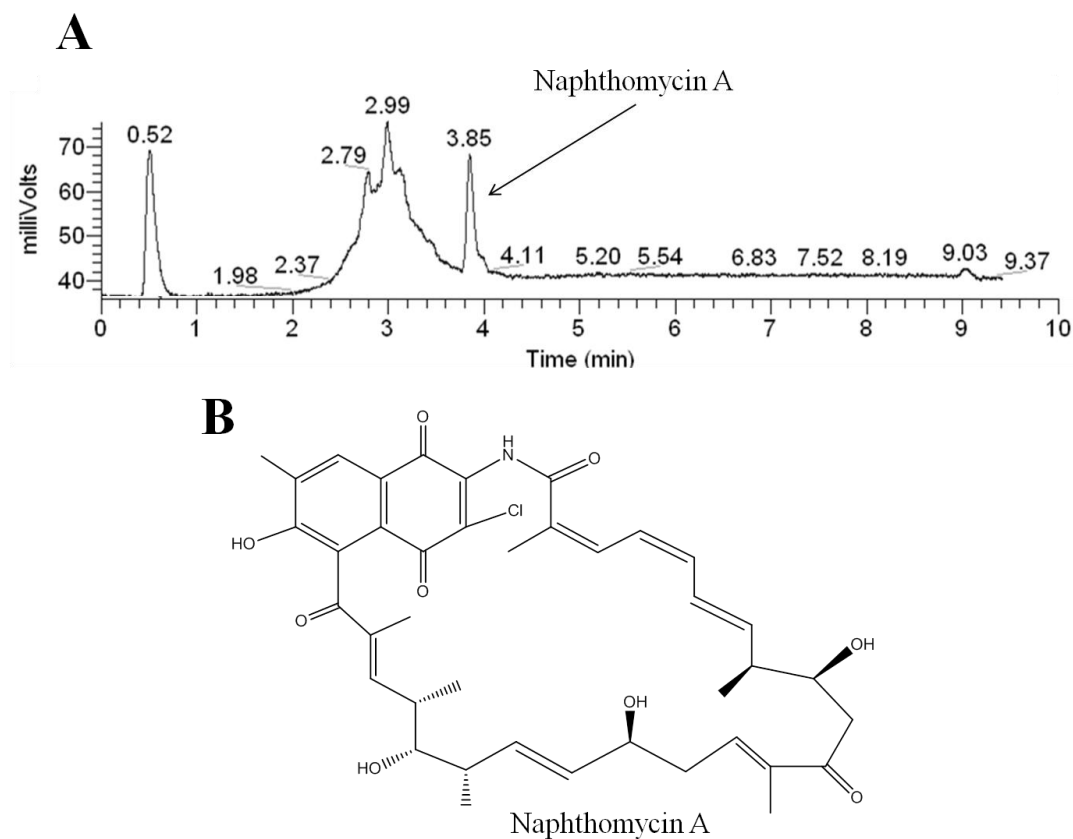 A
Naphthomycin A
milliVolts
70
60
50
40
0.52
1.98
2.37
2.79
2.99
3.85
4.11
5.20
5.54
6.83
7.52
8.19
9.03
9.37
0 1 2 3 4 5 6 7 8 9 10
Time (min)
B
O
H
N
O
Cl
HO
O
O
OH
OH
HO
O
Naphthomycin A